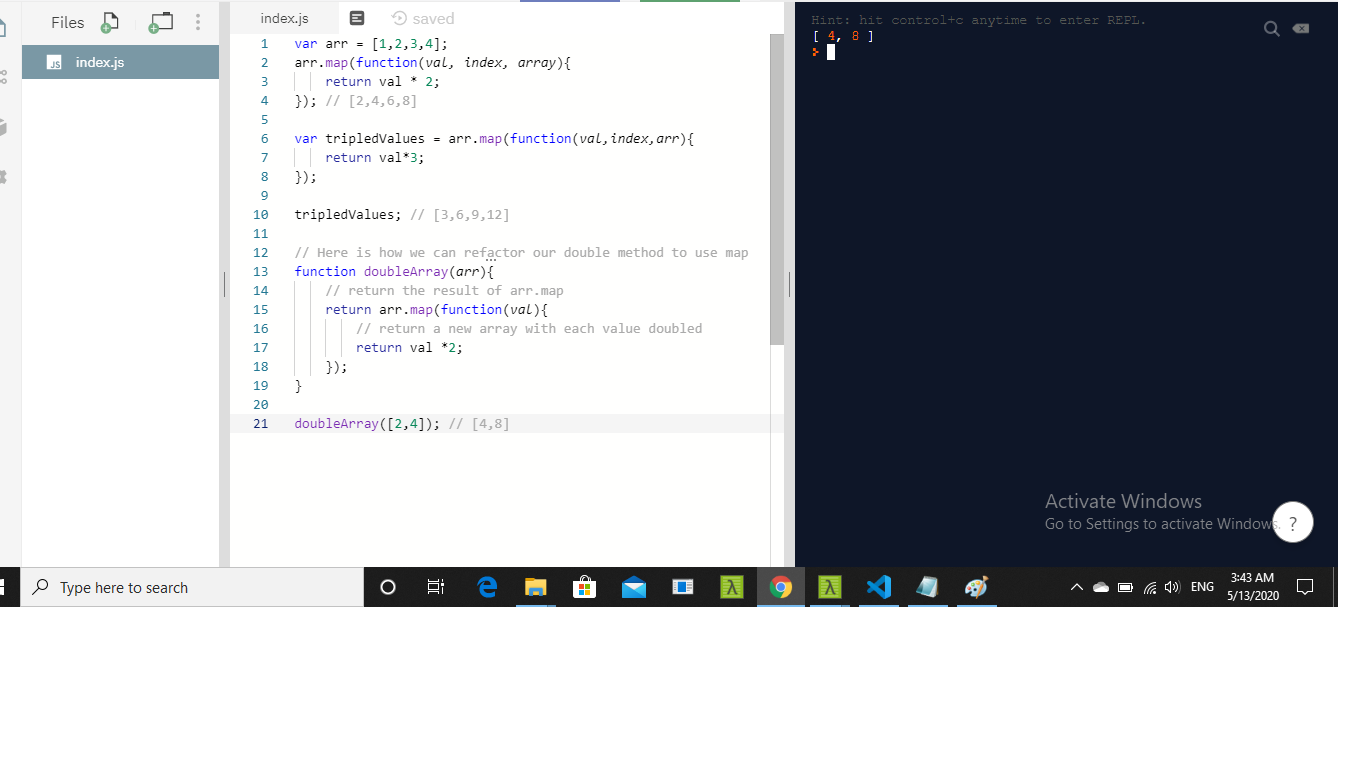 Files
index.js
index.js
saved
1 var arr = [1,2,3,4];
2 arr.map(function(val, index, array){
3     return val * 2;
4 }); // [2,4,6,8]
5
6 var tripledValues = arr.map(function(val,index,arr){
7     return val*3;
8 });
9
10 tripledValues; // [3,6,9,12]
11
12 // Here is how we can refactor our double method to use map
13 function doubleArray(arr){
14     // return the result of arr.map
15     return arr.map(function(val){
16         // return a new array with each value doubled
17         return val *2;
18     });
19 }
20
21 doubleArray([2,4]); // [4,8]
Hint: hit control+c anytime to enter REPL.
[ 4, 8 ]
>
Activate Windows
Go to Settings to activate Windows.
?
Type here to search
ENG
3:43 AM
5/13/2020